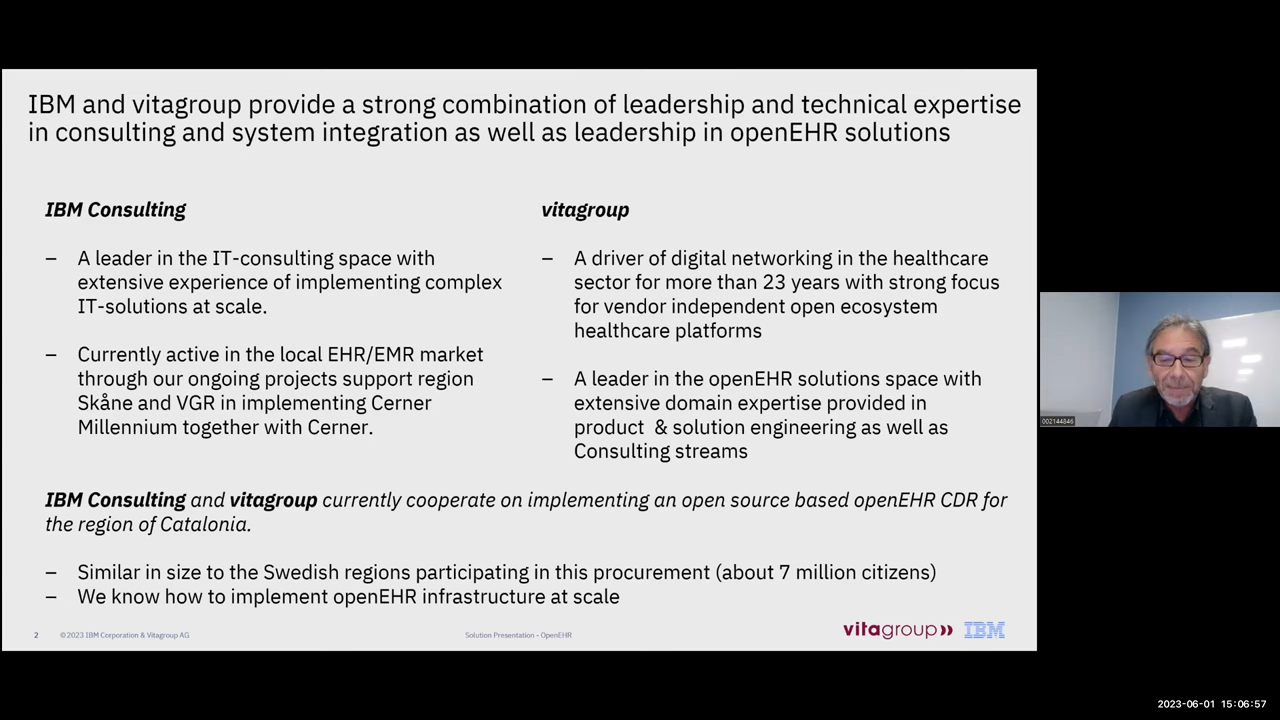 IBM and vitagroup provide a strong combination of leadership and technical expertise
in consulting and system integration as well as leadership in openEHR solutions
IBM Consulting
– A leader in the IT-consulting space with
extensive experience of implementing complex
IT-solutions at scale.
– Currently active in the local EHR/EMR market
through our ongoing projects support region
Skåne and VGR in implementing Cerner
Millennium together with Cerner.
vitagroup
– A driver of digital networking in the healthcare
sector for more than 23 years with strong focus
for vendor independent open ecosystem
healthcare platforms
– A leader in the openEHR solutions space with
extensive domain expertise provided in
product & solution engineering as well as
Consulting streams
IBM Consulting and vitagroup currently cooperate on implementing an open source based openEHR CDR for
the region of Catalonia.
– Similar in size to the Swedish regions participating in this procurement (about 7 million citizens)
– We know how to implement openEHR infrastructure at scale
2 ©2023 IBM Corporation & Vitagroup AG
Solution Presentation - OpenEHR
vitagroup
IBM
002144846
2023-06-01 15:06:57